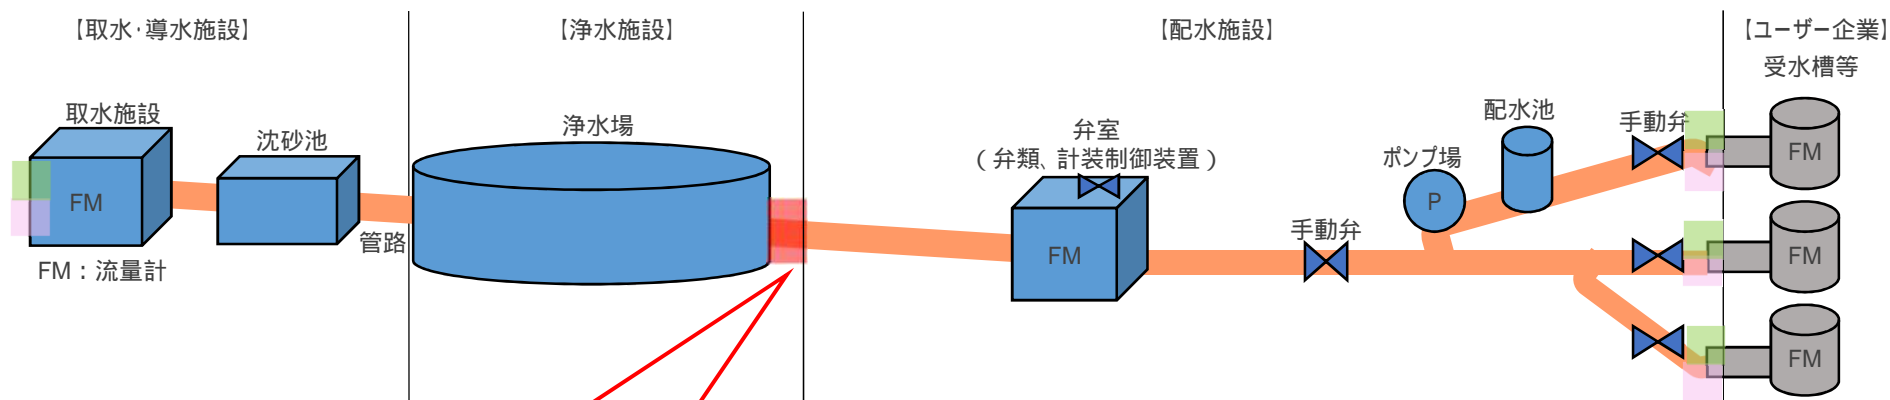 【取水・導水施設】
【浄水施設】
【配水施設】
【ユーザー企業】
受水槽等
取水施設
沈砂池
浄水場
弁室
（弁類、計装制御装置）
ポンプ場
配水池
手動弁
手動弁
管路
FM
FM：流量計
FM
P
FM
FM
FM